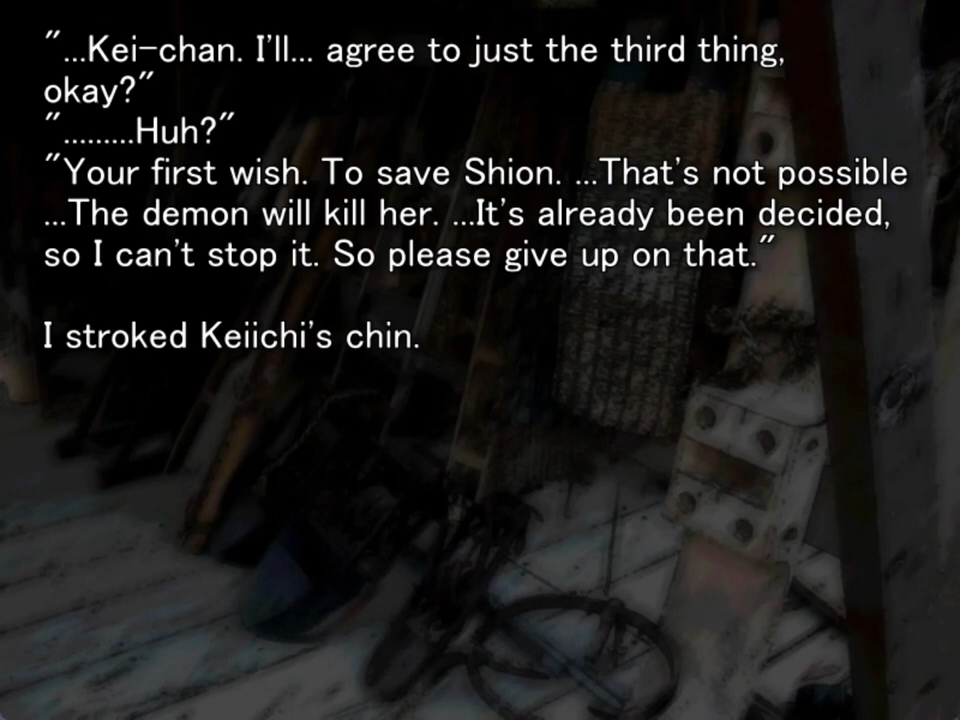 "...Kei-chan. I'll... agree to just the third thing,
okay?"
".........Huh?"
"Your first wish. To save Shion. ...That's not possible
...The demon will kill her. ...It's already been decided,
so I can't stop it. So please give up on that."
I stroked Keiichi's chin.